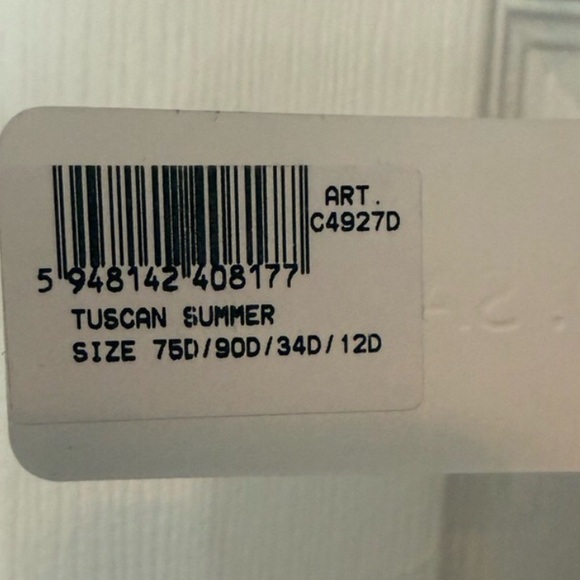 ART.
C4927D
5 948142 408177
TUSCAN SUMMER
SIZE 75D/90D/34D/12D